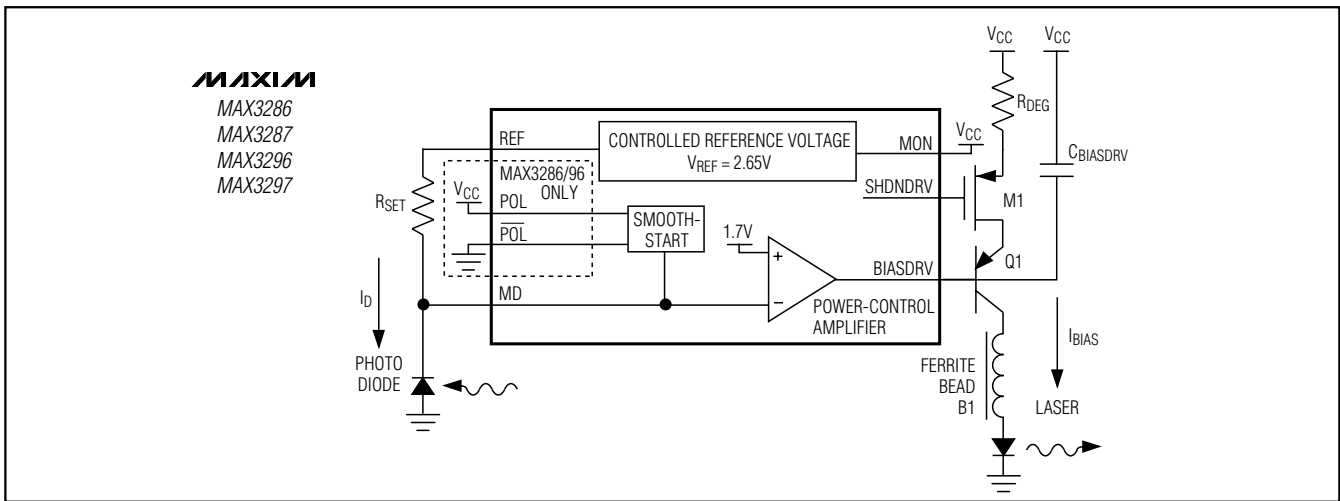 MAXIM
MAX3286
MAX3287
MAX3296
MAX3297
REF
CONTROLLED REFERENCE VOLTAGE
VREF = 2.65V
MON
VCC
VCC
VCC
RDEG
CBIASDRV
RSET
MAX3286/96
ONLY
VCC
POL
POL
SMOOTH-
START
SHDNDRV
M1
1.7V
+
−
BIASDRV
Q1
POWER-CONTROL
AMPLIFIER
ID
MD
PHOTO
DIODE
IBIAS
FERRITE
BEAD
B1
LASER